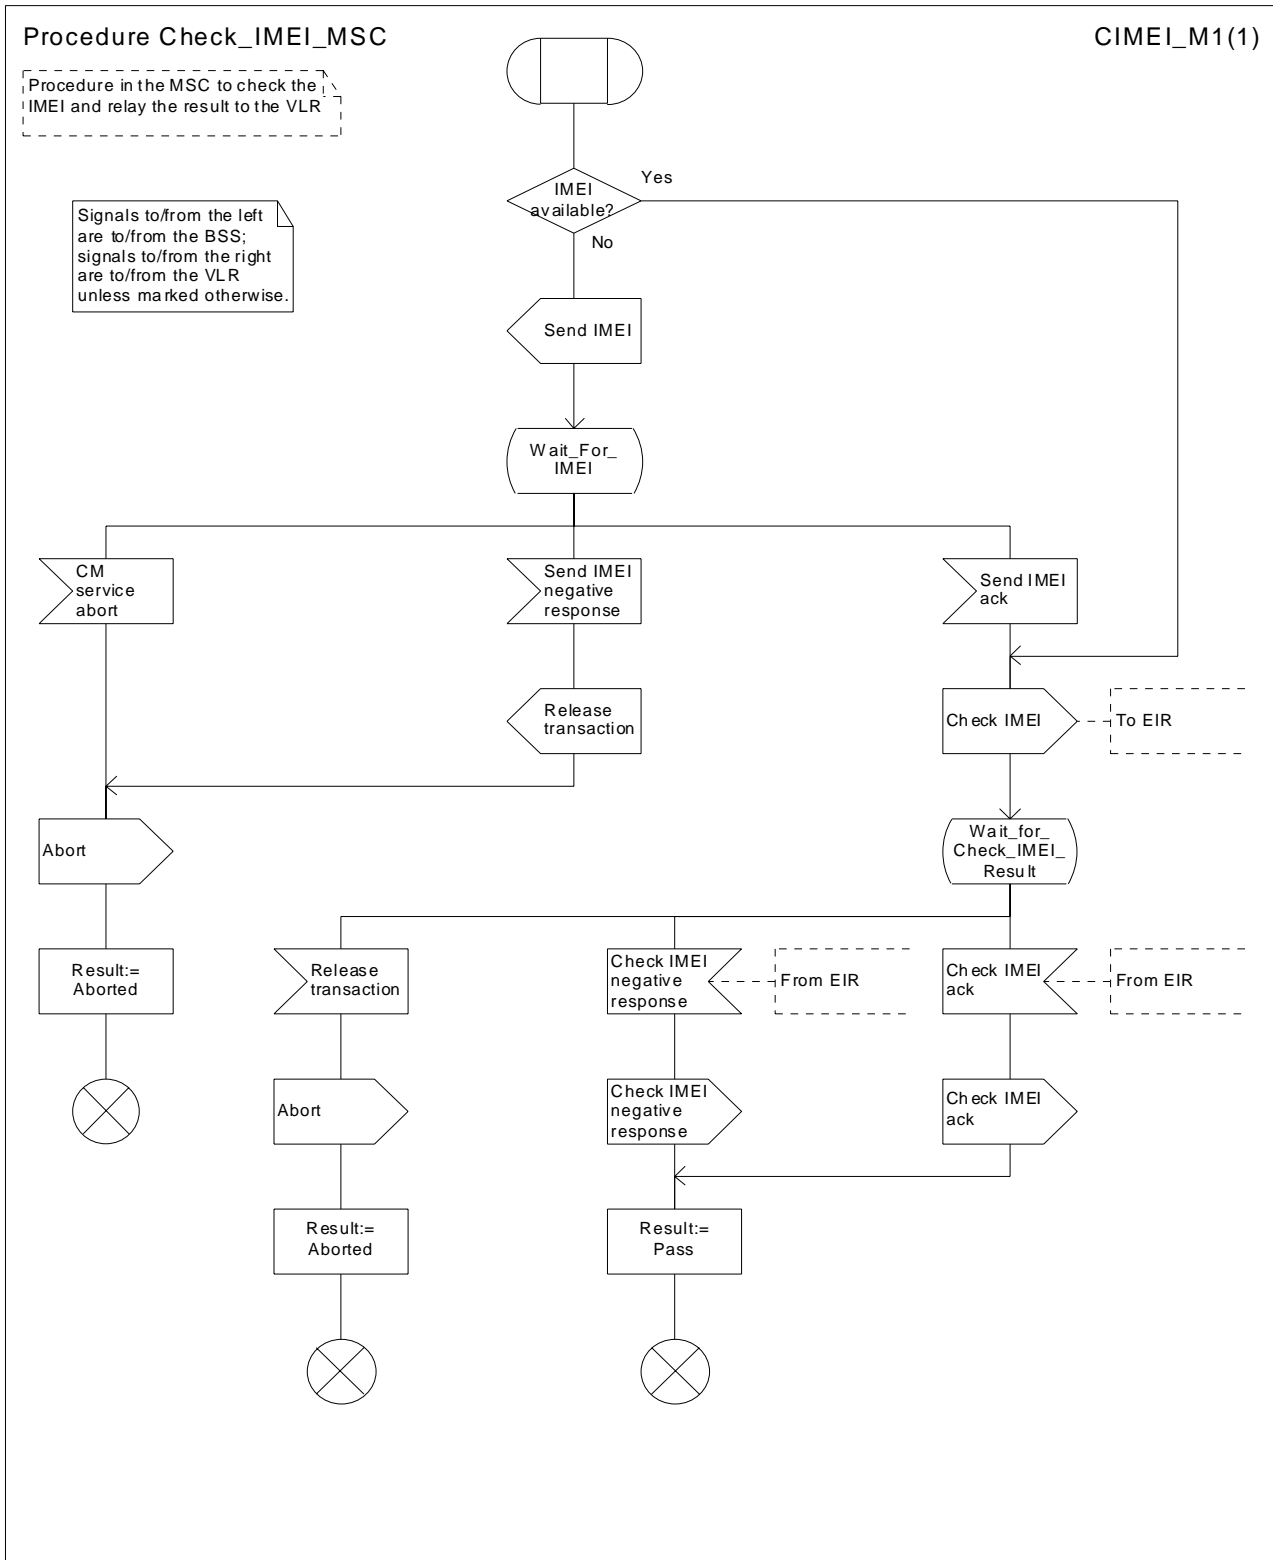 Procedure Check_IMEI_MSC
CIMEI_M1(1)
Procedure in the MSC to check the
IMEI and relay the result to the VLR
Signals to/from the left
are to/from the BSS;
signals to/from the right
are to/from the VLR
unless marked otherwise.
IMEI
available?
Yes
No
Send IMEI
Wait_For_
IMEI
CM
service
abort
Send IMEI
negative
response
Send IMEI
ack
Release
transaction
Check IMEI
To EIR
Abort
Wait_for_
Check_IMEI_
Result
Result:=
Aborted
Release
transaction
Check IMEI
negative
response
From EIR
Check IMEI
ack
From EIR
Abort
Check IMEI
negative
response
Check IMEI
ack
Result:=
Aborted
Result:=
Pass